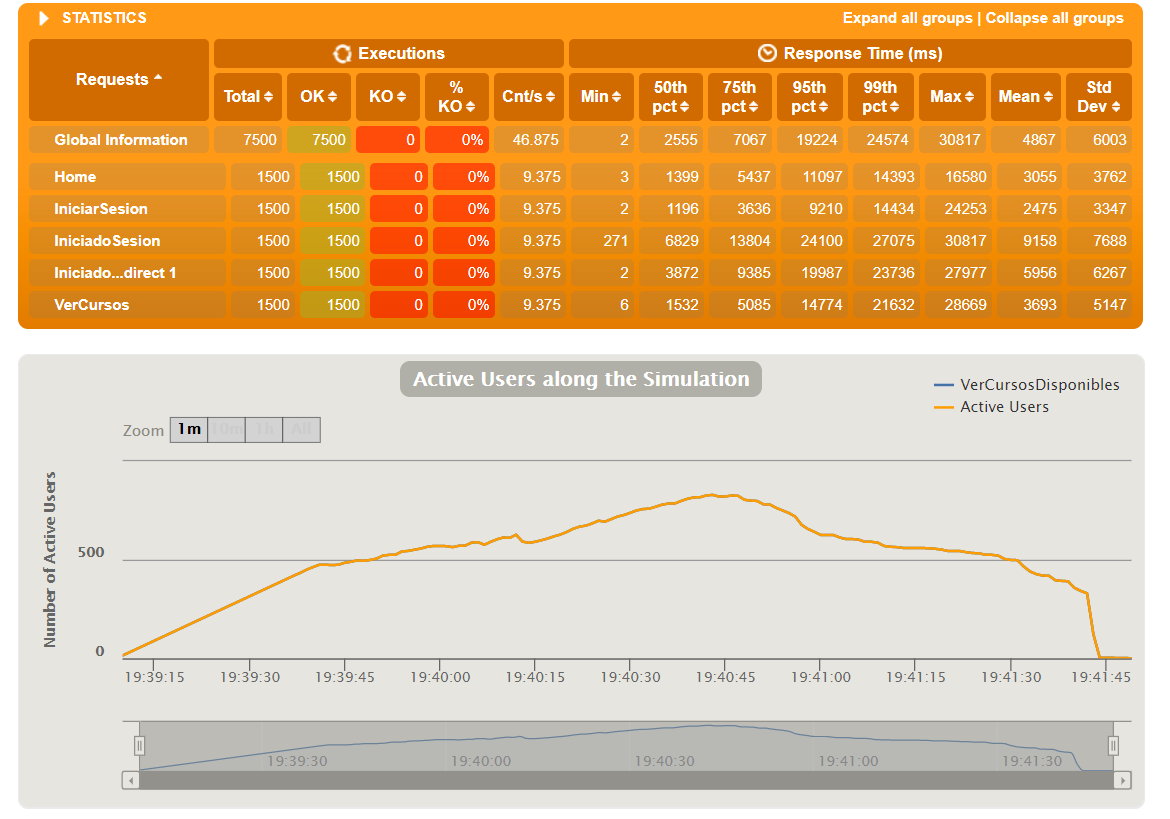 STATISTICS Expand all groups | Collapse all groups
Requests Executions Response Time (ms)
Total OK KO % KO Cnt/s Min 50th pct 75th pct 95th pct 99th pct Max Mean Std Dev
Global Information 7500 7500 0 0% 46.875 2 2555 7067 19224 24574 30817 4867 6003
Home 1500 1500 0 0% 9.375 3 1399 5437 11097 14393 16580 3055 3762
IniciarSesion 1500 1500 0 0% 9.375 2 1196 3636 9210 14434 24253 2475 3347
IniciadoSesion 1500 1500 0 0% 9.375 271 6829 13804 24100 27075 30817 9158 7688
Iniciado...direct 1 1500 1500 0 0% 9.375 2 3872 9385 19987 23736 27977 5956 6267
VerCursos 1500 1500 0 0% 9.375 6 1532 5085 14774 21632 28669 3693 5147
Active Users along the Simulation
VerCursosDisponibles
Active Users
Zoom 1m 10m 1h All
Number of Active Users
500
0
19:39:15 19:39:30 19:39:45 19:40:00 19:40:15 19:40:30 19:40:45 19:41:00 19:41:15 19:41:30 19:41:45
19:39:30 19:40:00 19:40:30 19:41:00 19:41:30